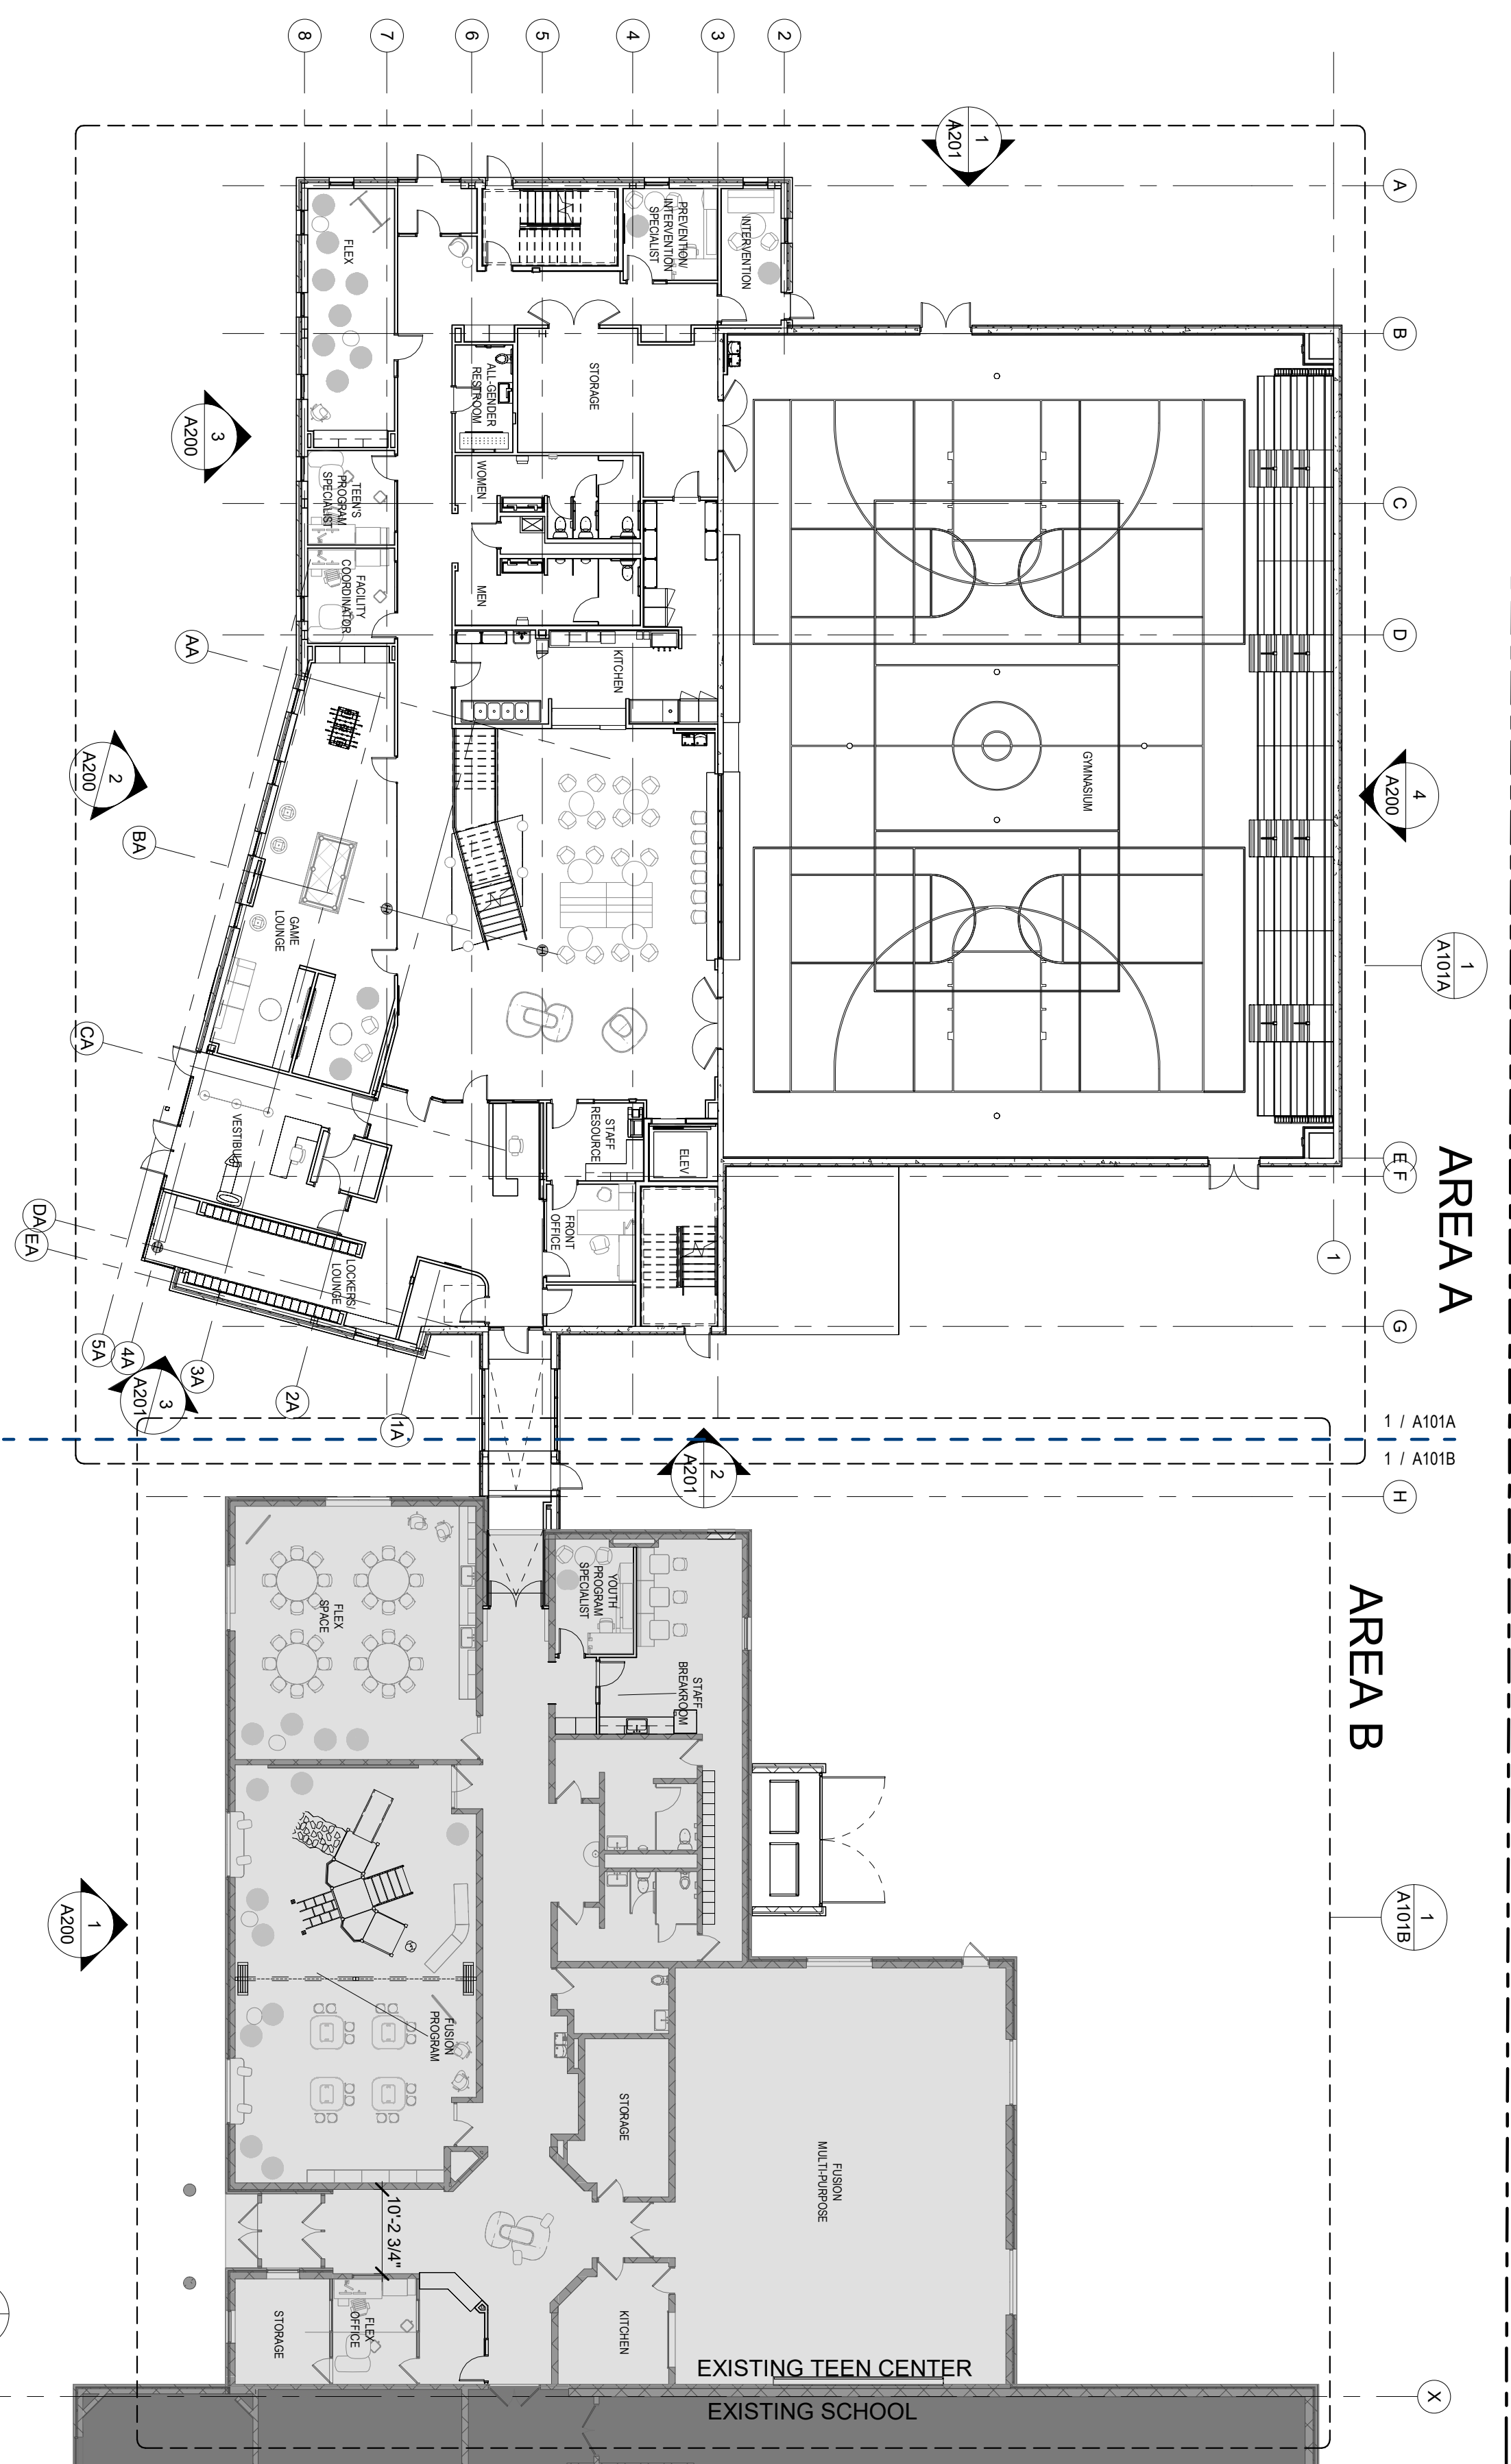 8
7
6
5
4
3
2
1
A201
A
B
C
D
E
F
1
G
H
X
AREA A
AREA B
FLEX
PREVENTION/
INTERVENTION
SPECIALIST
INTERVENTION
ALL-GENDER
RESTROOM
STORAGE
3
A200
TEEN'S
PROGRAM
SPECIALIST
FACILITY
COORDINATOR
WOMEN
MEN
KITCHEN
GYMNASIUM
4
A200
1
A101A
AA
BA
CA
DA
EA
2
A200
GAME
LOUNGE
VESTIBULE
STAFF
RESOURCE
ELEV
FRONT
OFFICE
LOCKERS/
LOUNGE
5A
4A
3A
2A
1A
3
A201
2
A201
1 / A101A
1 / A101B
FLEX
SPACE
YOUTH
PROGRAM
SPECIALIST
STAFF
BREAKROOM
1
A101B
1
A200
FUSION
PROGRAM
STORAGE
FUSION
MULTI-PURPOSE
10'-2 3/4"
STORAGE
FLEX
OFFICE
KITCHEN
EXISTING TEEN CENTER
EXISTING SCHOOL